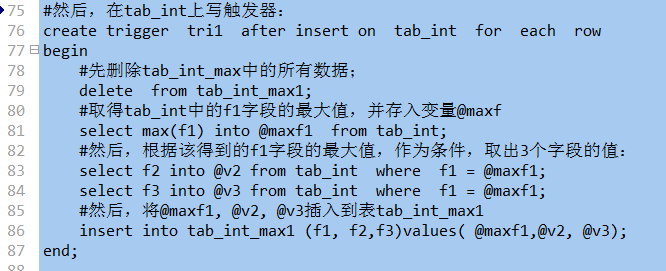 75 #然后，在tab_int上写触发器：
76 create trigger  tri1  after insert on  tab_int  for  each  row
77 begin
78     #先删除tab_int_max中的所有数据;
79     delete  from tab_int_max1;
80     #取得tab_int中的f1字段的最大值，并存入变量@maxf
81     select max(f1) into @maxf1  from tab_int;
82     #然后，根据该得到的f1字段的最大值，作为条件，取出3个字段的值：
83     select f2 into @v2 from tab_int  where  f1 = @maxf1;
84     select f3 into @v3 from tab_int  where  f1 = @maxf1;
85     #然后，将@maxf1, @v2, @v3插入到表tab_int_max1
86     insert into tab_int_max1 (f1, f2,f3)values( @maxf1,@v2, @v3);
87 end;
88